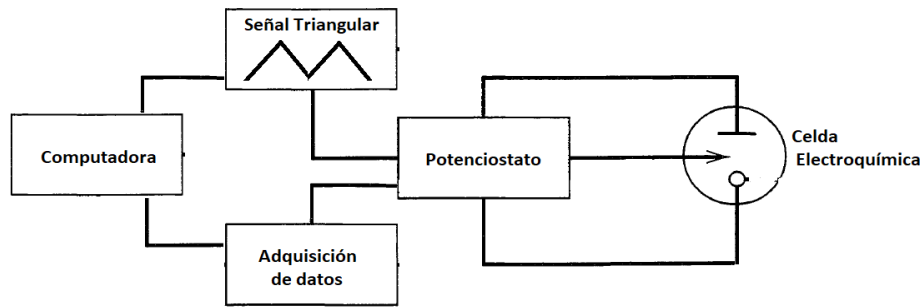 Señal Triangular
Computadora
Potenciostato
Celda
Electroquímica
Adquisición
de datos